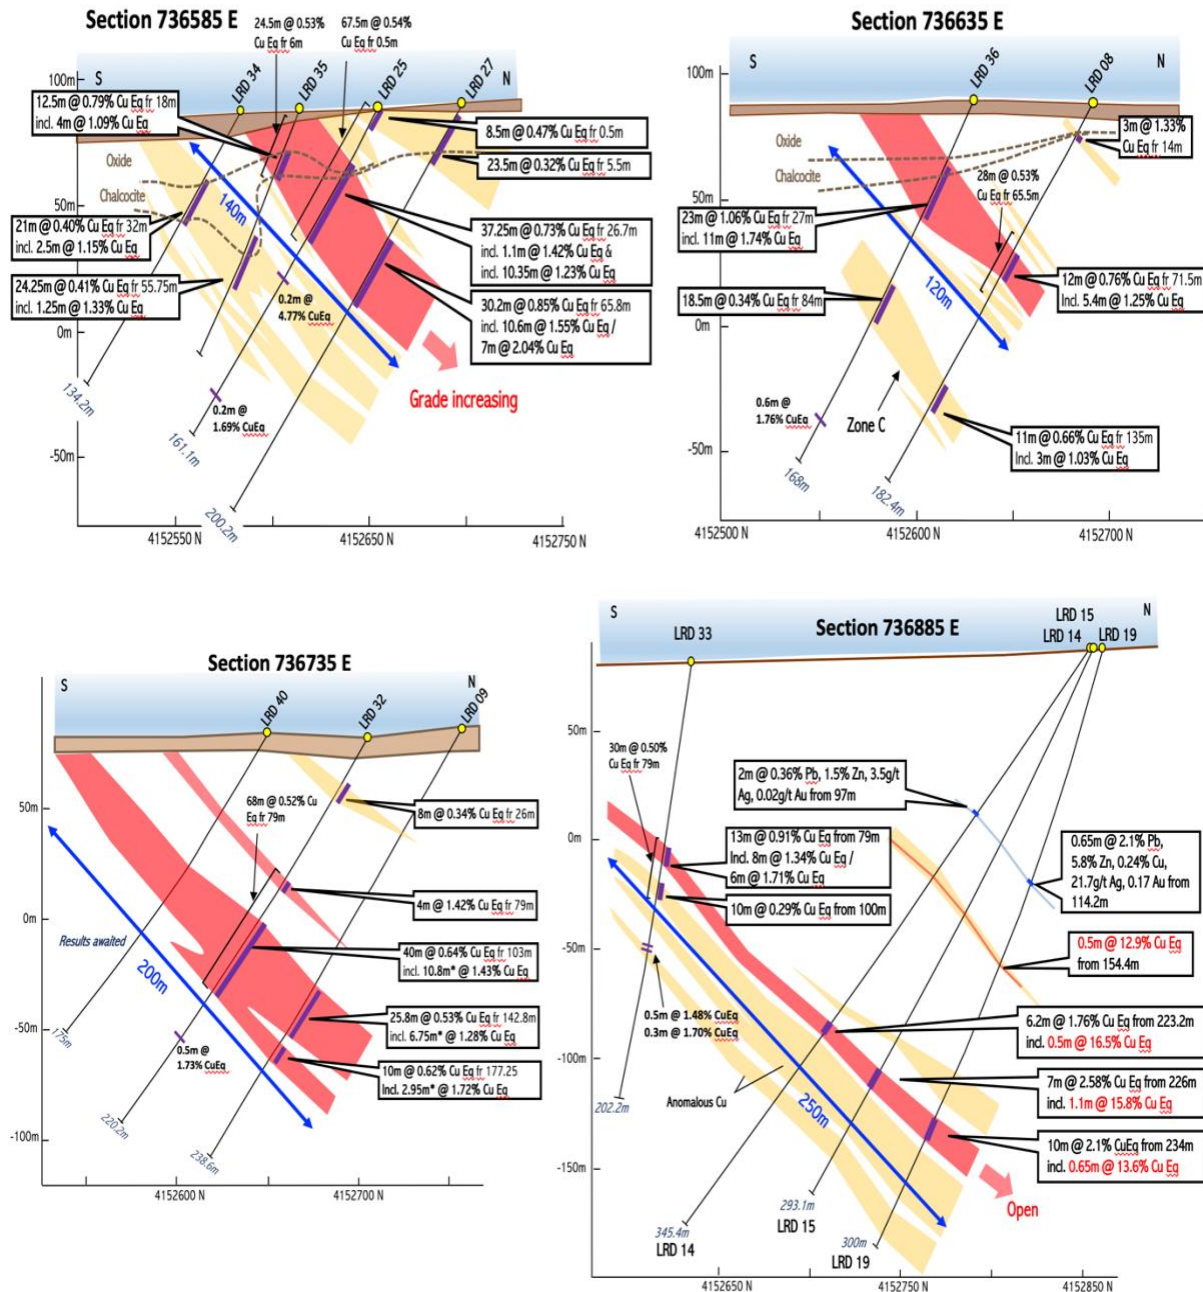 Section 736585 E
24.5m @ 0.53%
Cu Eq fr 6m
67.5m @ 0.54%
Cu Eq fr 0.5m
100m
S
N
LRD 34
LRD 35
LRD 25
LRD 27
12.5m @ 0.79% Cu Eq fr 18m
incl. 4m @ 1.09% Cu Eq
8.5m @ 0.47% Cu Eq fr 0.5m
23.5m @ 0.32% Cu Eq fr 5.5m
Oxide
Chalcocite
50m
140m
21m @ 0.40% Cu Eq fr 32m
incl. 2.5m @ 1.15% Cu Eq
37.25m @ 0.73% Cu Eq fr 26.7m
incl. 1.1m @ 1.42% Cu Eq &
incl. 10.35m @ 1.23% Cu Eq
24.25m @ 0.41% Cu Eq fr 55.75m
incl. 1.25m @ 1.33% Cu Eq
0.2m @
4.77% CuEq
30.2m @ 0.85% Cu Eq fr 65.8m
incl. 10.6m @ 1.55% Cu Eq /
7m @ 2.04% Cu Eq
0m
Grade increasing
134.2m
0.2m @
1.69% CuEq
161.1m
-50m
200.2m
4152550 N
4152650 N
4152750 N
Section 736635 E
100m
S
N
LRD 36
LRD 08
3m @ 1.33%
Cu Eq fr 14m
Oxide
Chalcocite
28m @ 0.53%
Cu Eq fr 65.5m
50m
23m @ 1.06% Cu Eq fr 27m
incl. 11m @ 1.74% Cu Eq
120m
12m @ 0.76% Cu Eq fr 71.5m
Incl. 5.4m @ 1.25% Cu Eq
18.5m @ 0.34% Cu Eq fr 84m
0m
0.6m @
1.76% CuEq
Zone C
11m @ 0.66% Cu Eq fr 135m
Incl. 3m @ 1.03% Cu Eq
-50m
168m
182.4m
4152500 N
4152600 N
4152700 N
Section 736735 E
S
N
LRD 40
LRD 32
LRD 09
50m
68m @ 0.52% Cu
Eq fr 79m
8m @ 0.34% Cu Eq fr 26m
4m @ 1.42% Cu Eq fr 79m
0m
Results awaited
200m
40m @ 0.64% Cu Eq fr 103m
incl. 10.8m* @ 1.43% Cu Eq
-50m
175m
0.5m @
1.73% CuEq
25.8m @ 0.53% Cu Eq fr 142.8m
incl. 6.75m* @ 1.28% Cu Eq
10m @ 0.62% Cu Eq fr 177.25
Incl. 2.95m* @ 1.72% Cu Eq
-100m
220.2m
238.6m
4152600 N
4152700 N
S
N
Section 736885 E
LRD 33
LRD 15
LRD 14
LRD 19
50m
30m @ 0.50%
Cu Eq fr 79m
2m @ 0.36% Pb, 1.5% Zn, 3.5g/t
Ag, 0.02g/t Au from 97m
0m
13m @ 0.91% Cu Eq from 79m
Incl. 8m @ 1.34% Cu Eq /
6m @ 1.71% Cu Eq
0.65m @ 2.1% Pb,
5.8% Zn, 0.24% Cu,
21.7g/t Ag, 0.17 Au from
114.2m
10m @ 0.29% Cu Eq from 100m
0.5m @ 12.9% Cu Eq
from 154.4m
-50m
0.5m @ 1.48% CuEq
0.3m @ 1.70% CuEq
6.2m @ 1.76% Cu Eq from 223.2m
incl. 0.5m @ 16.5% Cu Eq
-100m
Anomalous Cu
250m
7m @ 2.58% Cu Eq from 226m
incl. 1.1m @ 15.8% Cu Eq
202.2m
10m @ 2.1% CuEq from 234m
incl. 0.65m @ 13.6% Cu Eq
-150m
Open
345.4m
LRD 14
293.1m
LRD 15
300m
LRD 19
4152650 N
4152750 N
4152850 N